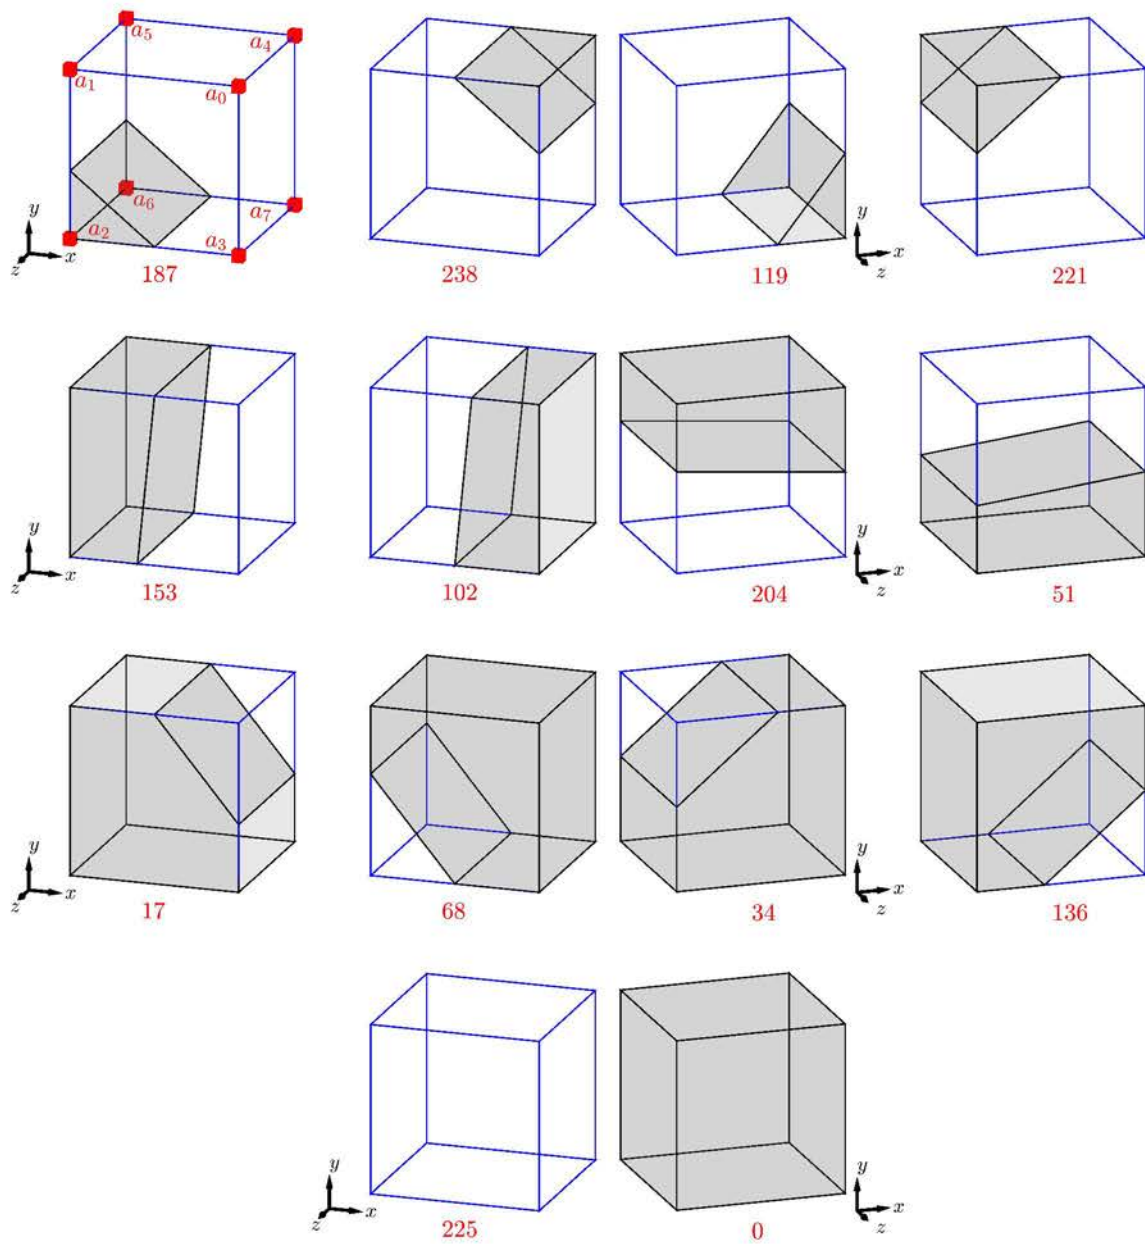 a₅ a₄
a₁ a₀
a₆ a₇
a₂ a₃
y y
z x z x
187 238 119 221
y y
z x z x
153 102 204 51
y y
z x z x
17 68 34 136
y y
z x z x
225 0